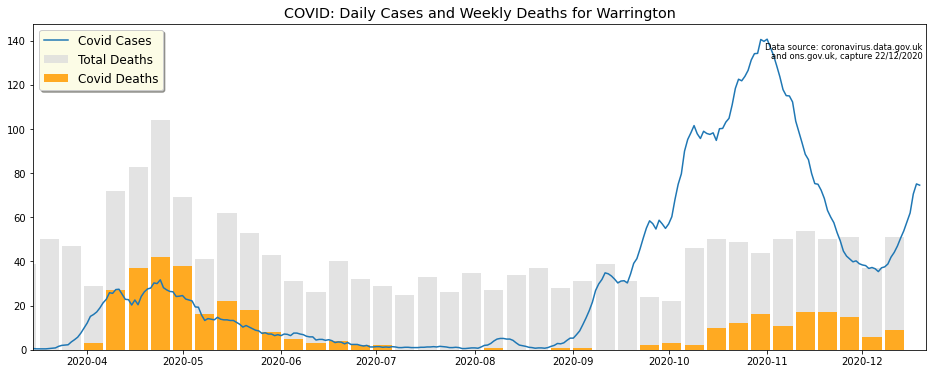 COVID: Daily Cases and Weekly Deaths for Warrington
Covid Cases
Total Deaths
Covid Deaths
Data source: coronavirus.data.gov.uk
and ons.gov.uk, capture 22/12/2020
140
120
100
80
60
40
20
0
2020-04 2020-05 2020-06 2020-07 2020-08 2020-09 2020-10 2020-11 2020-12